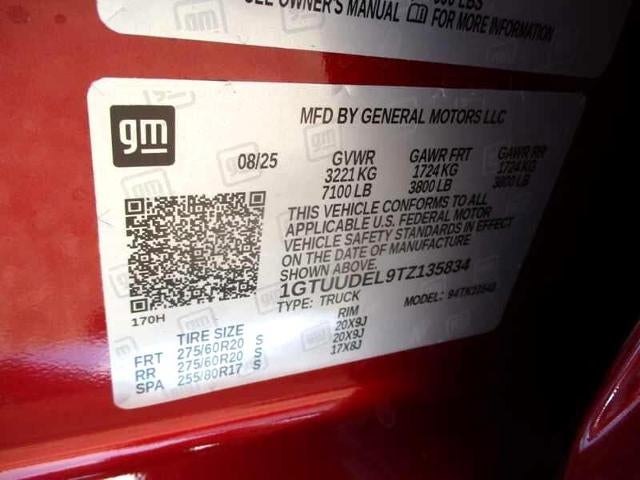 SEE OWNER'S MANUAL FOR MORE INFORMATION
gm
MFD BY GENERAL MOTORS LLC
08/25
GVWR GAWR FRT GAWR RR
3221 KG 1724 KG 1724 KG
7100 LB 3800 LB 3800 LB
THIS VEHICLE CONFORMS TO ALL
APPLICABLE U.S. FEDERAL MOTOR
VEHICLE SAFETY STANDARDS IN EFFECT
ON THE DATE OF MANUFACTURE
1GTUUDEL9TZ135834
TYPE: TRUCK MODEL:
170H
TIRE SIZE RIM
FRT 275/60R20 S 20X9J
RR 275/60R20 S 20X9J
SPA 255/80R17 S 17X8J